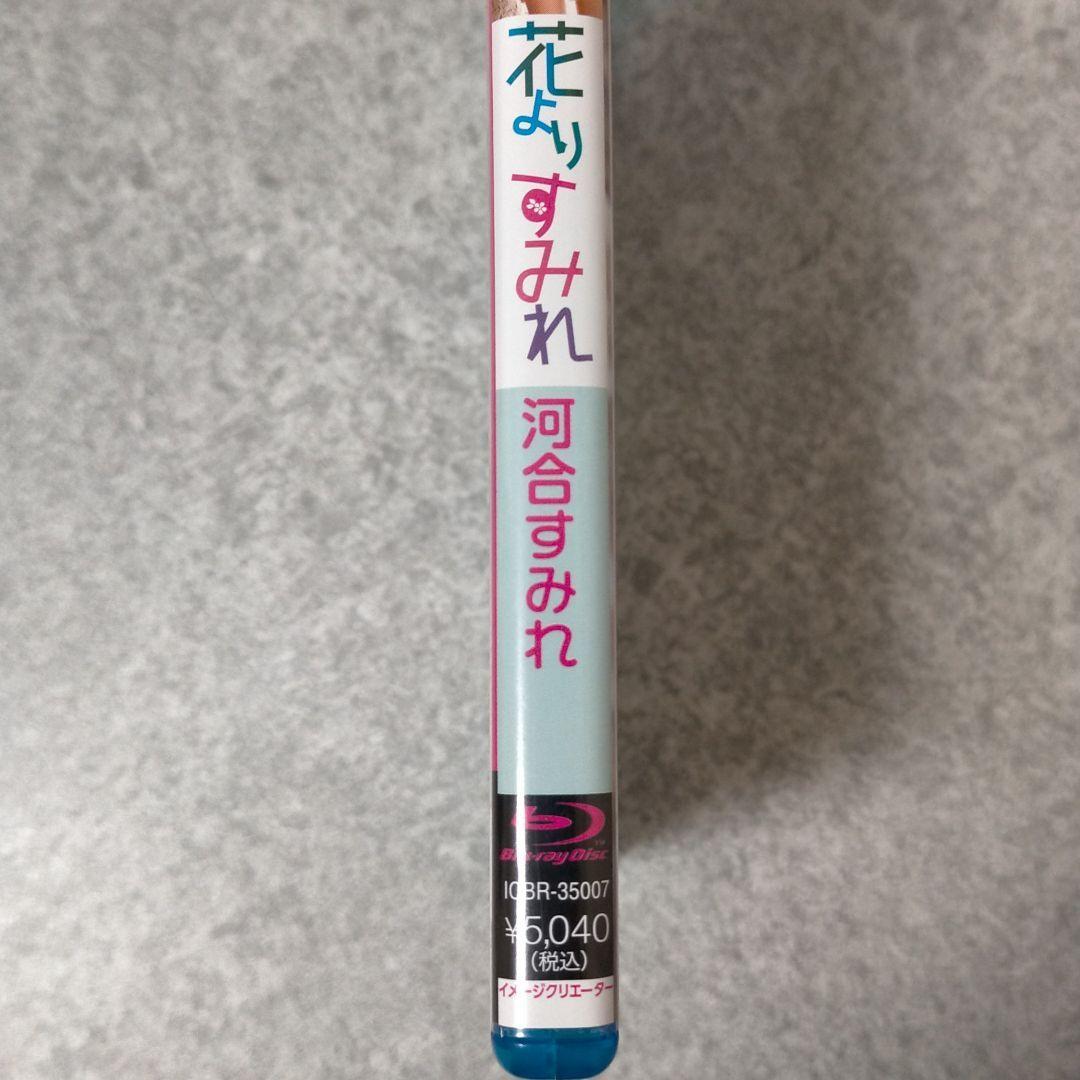 花よりすみれ
河合すみれ
Blu-ray Disc
ICBR-35007
¥5,040
(税込)
イメージクリエーター